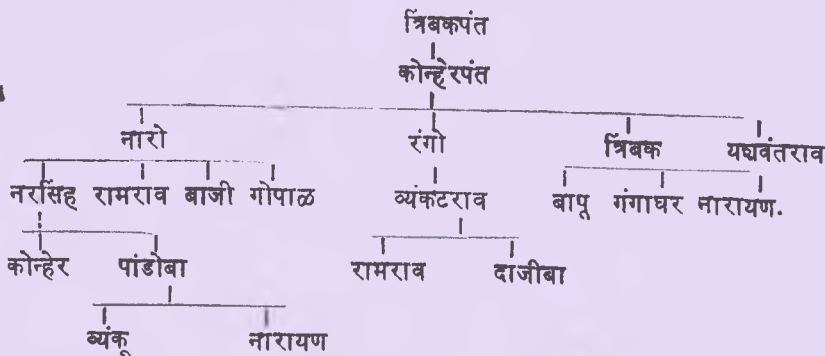 त्रिंबकपंत
कोन्हेरपंत
नारो रंगो त्रिंबक यशवंतराव
नरसिंह रामराव बाजी गोपाळ व्यंकटराव बापू गंगाधर नारायण.
कोन्हेर पांडोबा रामराव दाजीबा
व्यंकू नारायण